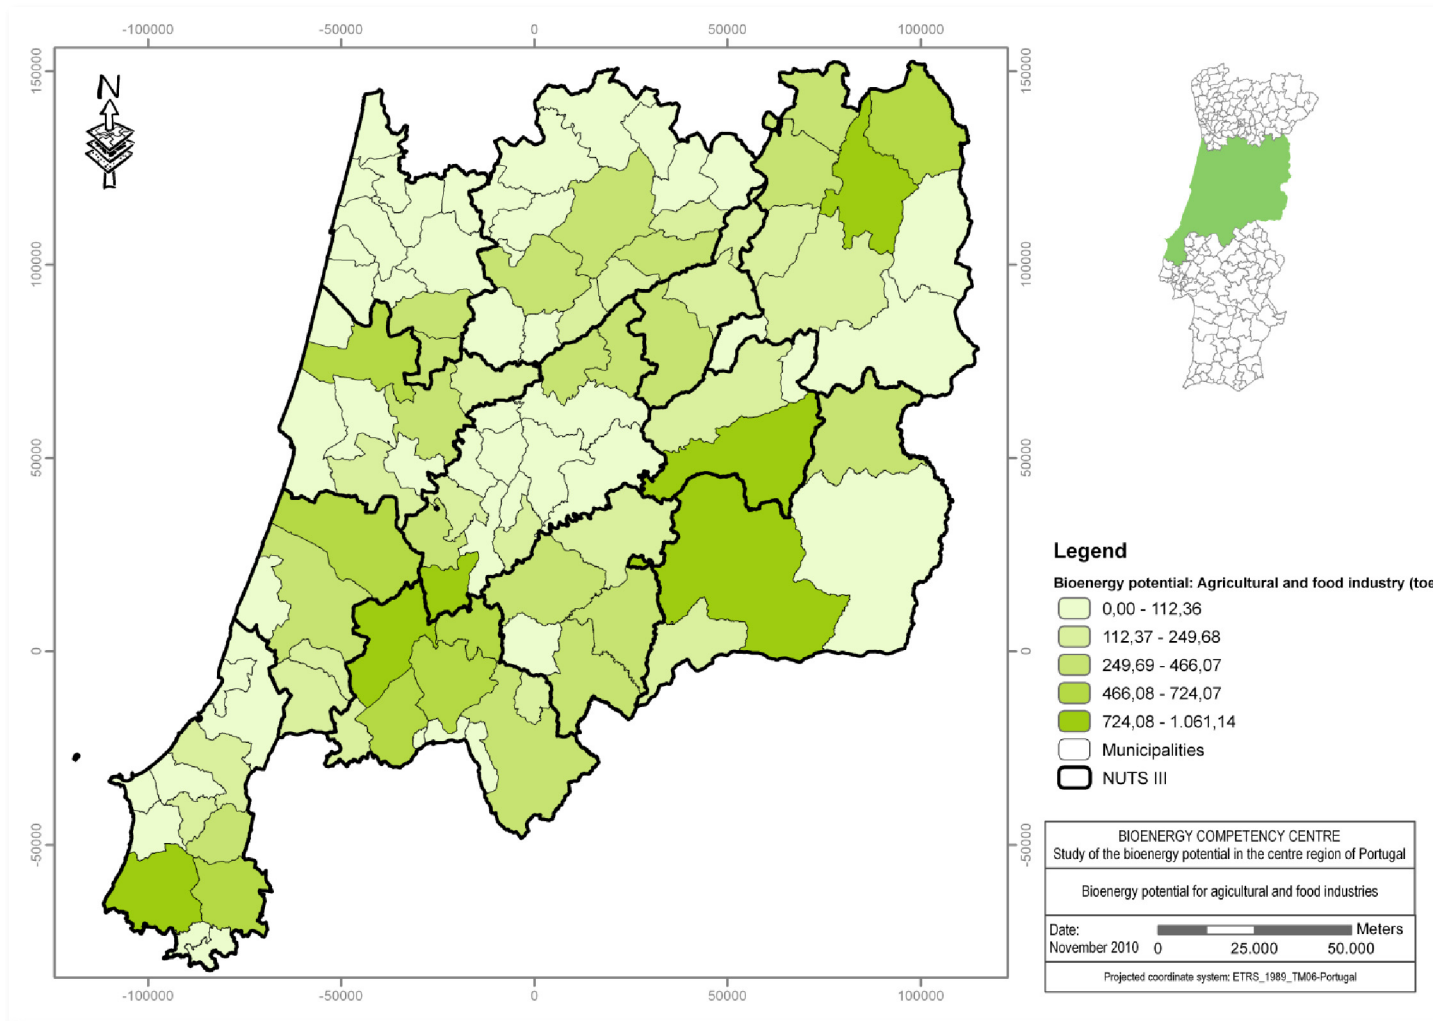 -100000 -50000 0 50000 100000
150000 150000
N
100000 100000
50000 50000
0 0
-50000 -50000
-100000 -50000 0 50000 100000
Legend
Bioenergy potential: Agricultural and food industry (toe
0,00 - 112,36
112,37 - 249,68
249,69 - 466,07
466,08 - 724,07
724,08 - 1.061,14
Municipalities
NUTS III
BIOENERGY COMPETENCY CENTRE
Study of the bioenergy potential in the centre region of Portugal
Bioenergy potential for agicultural and food industries
Date:
November 2010
Meters
0 25.000 50.000
Projected coordinate system: ETRS_1989_TM06-Portugal